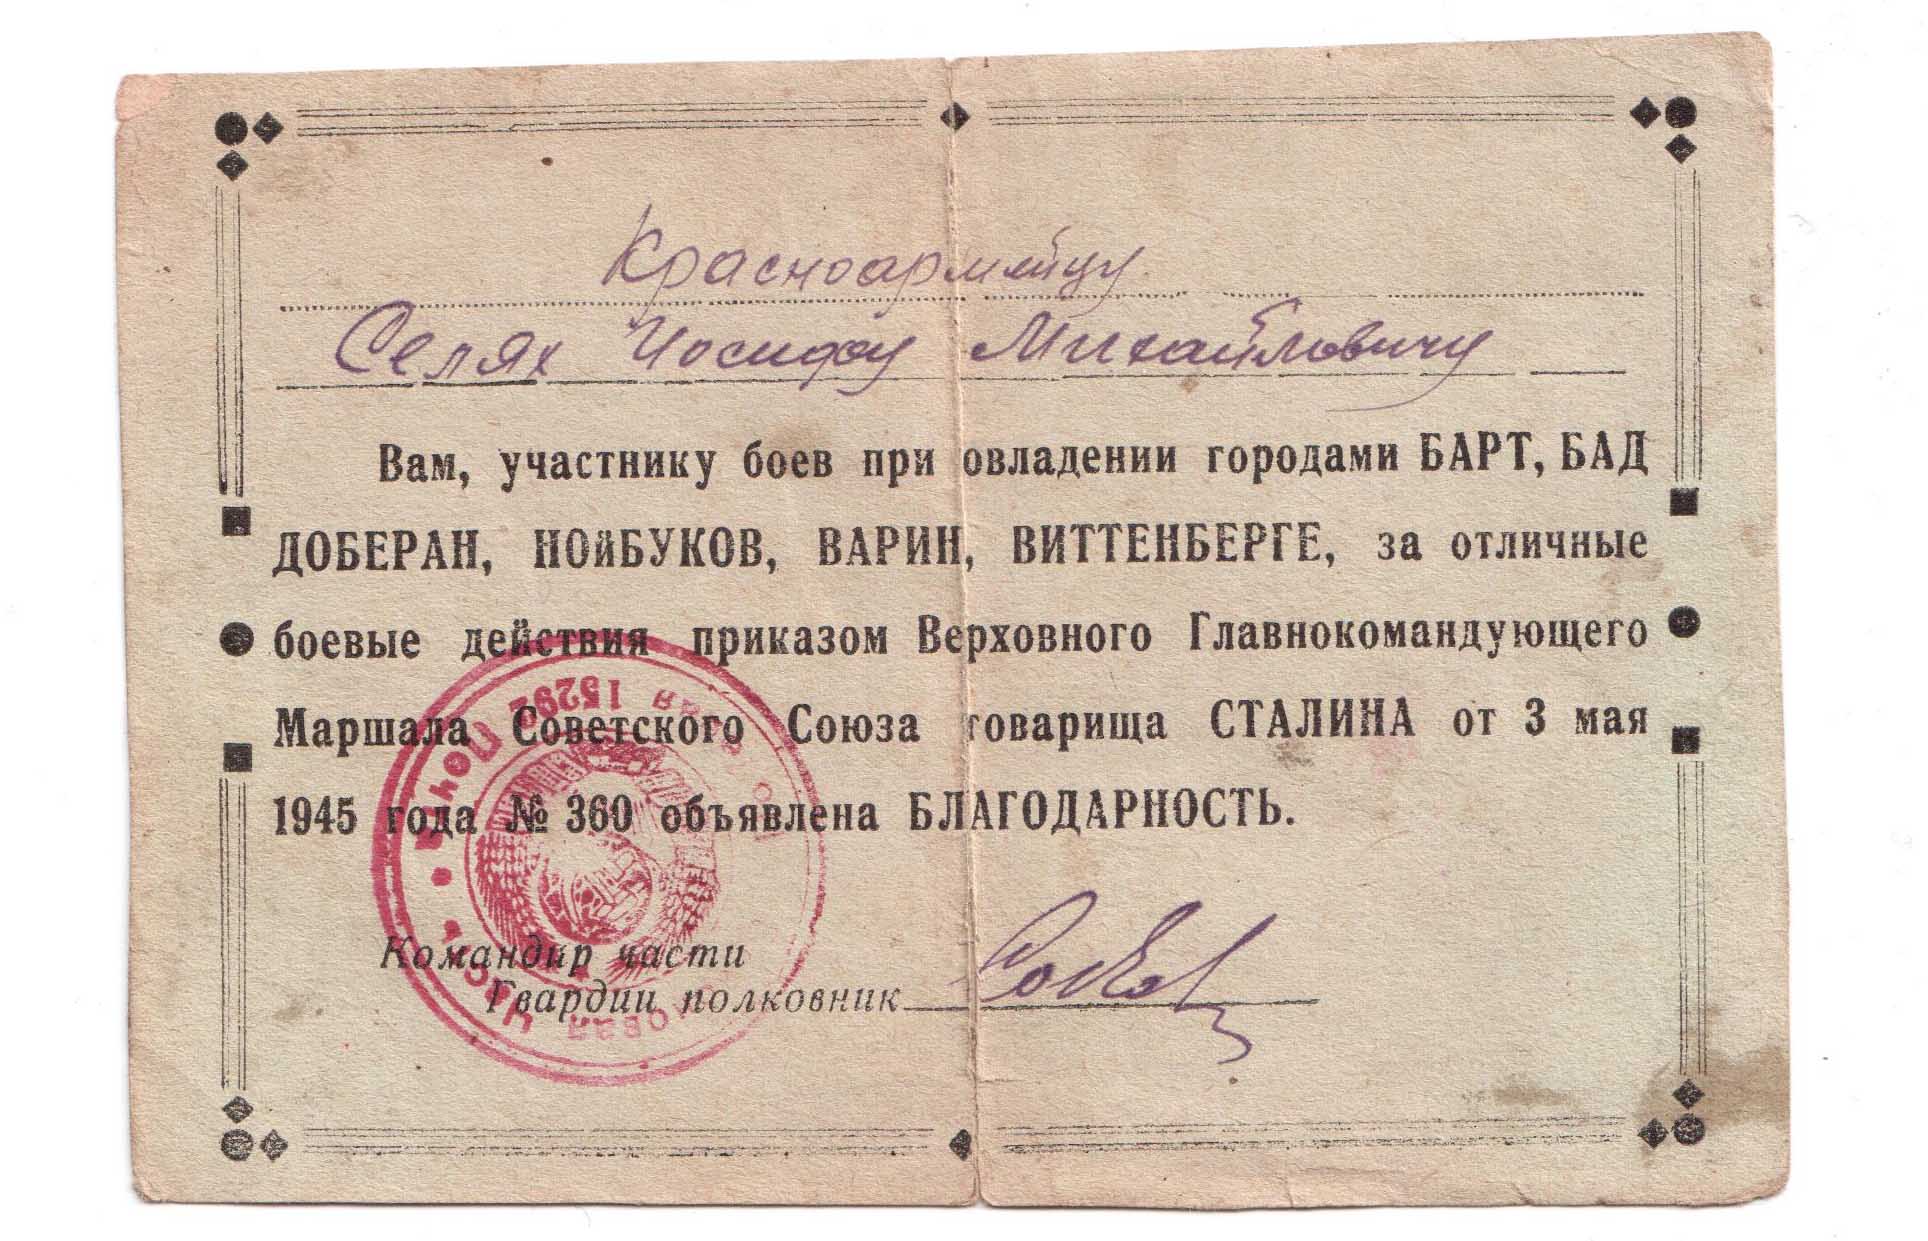 Красноармейцу
Селях Иосифу Михайловичу
Вам, участнику боев при овладении городами БАРТ, БАД
ДОБЕРАН, НОЙБУКОВ, ВАРИН, ВИТТЕНБЕРГЕ, за отличные
боевые действия приказом Верховного Главнокомандующего
Маршала Советского Союза товарища СТАЛИНА от 3 мая
1945 года № 360 объявлена БЛАГОДАРНОСТЬ.
Командир части
Гвардии полковник
15292